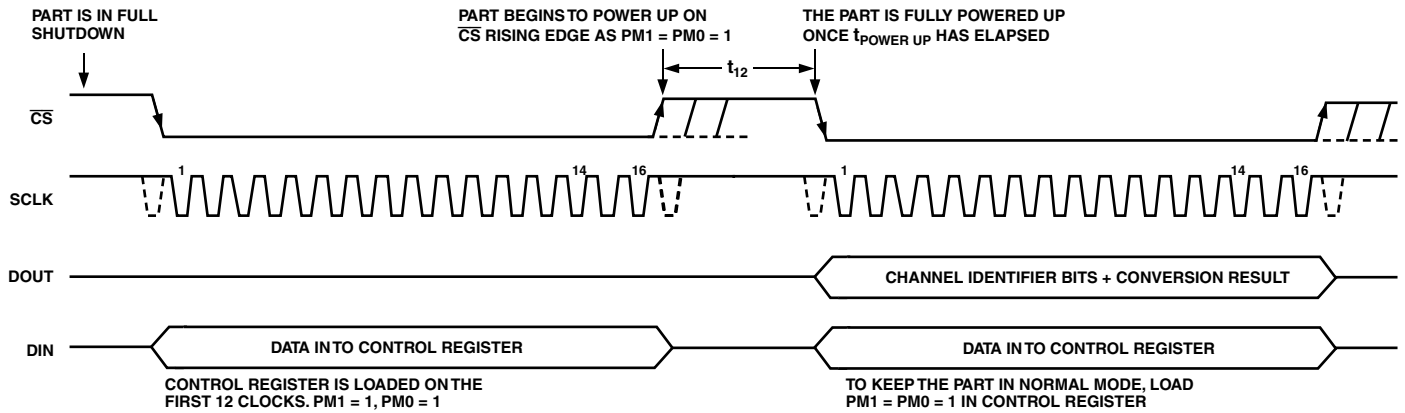 PART IS IN FULL
SHUTDOWN
PART BEGINS TO POWER UP ON
CS RISING EDGE AS PM1 = PM0 = 1
THE PART IS FULLY POWERED UP
ONCE tPOWER UP HAS ELAPSED
t12
CS
SCLK
1
14
16
1
14
16
DOUT
CHANNEL IDENTIFIER BITS + CONVERSION RESULT
DIN
DATA INTO CONTROL REGISTER
DATA INTO CONTROL REGISTER
CONTROL REGISTER IS LOADED ON THE
FIRST 12 CLOCKS. PM1 = 1, PM0 = 1
TO KEEP THE PART IN NORMAL MODE, LOAD
PM1 = PM0 = 1 IN CONTROL REGISTER